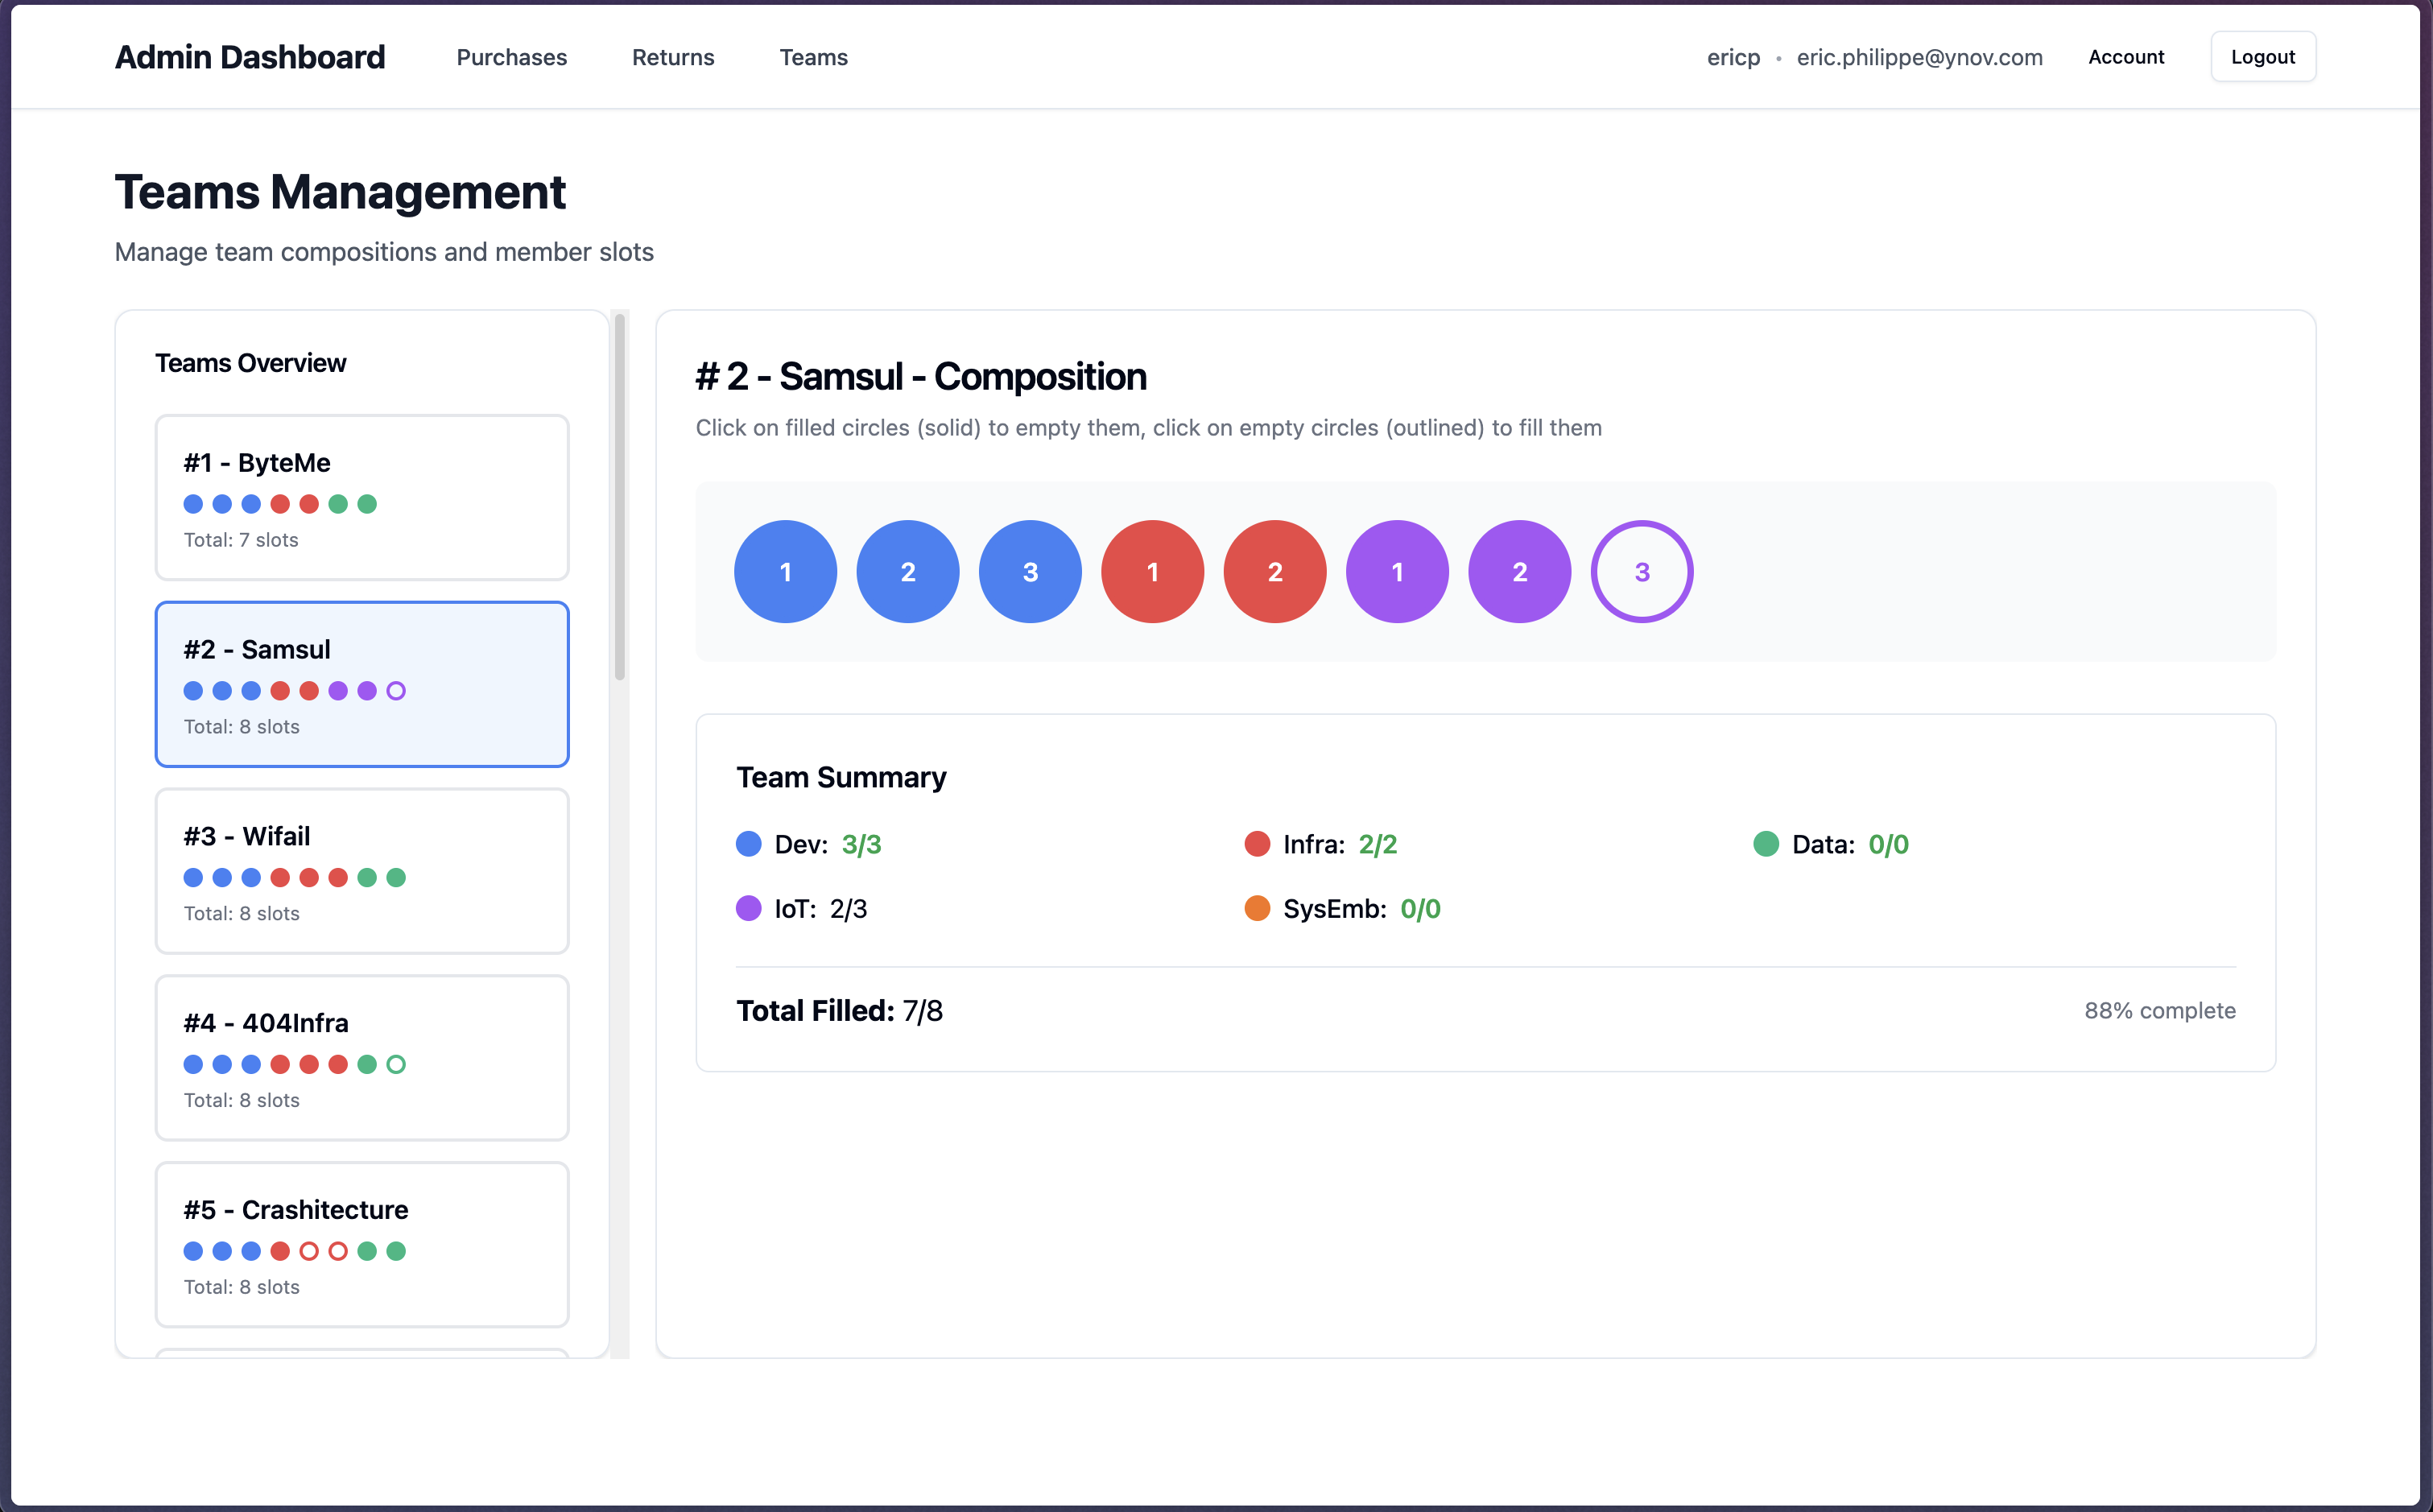 Admin Dashboard Purchases Returns Teams ericp • eric.philippe@ynov.com Account Logout
Teams Management
Manage team compositions and member slots
Teams Overview
#1 - ByteMe
Total: 7 slots
#2 - Samsul
Total: 8 slots
#3 - Wifail
Total: 8 slots
#4 - 404Infra
Total: 8 slots
#5 - Crashitecture
Total: 8 slots
# 2 - Samsul - Composition
Click on filled circles (solid) to empty them, click on empty circles (outlined) to fill them
1 2 3 1 2 1 2 3
Team Summary
Dev: 3/3 Infra: 2/2 Data: 0/0
IoT: 2/3 SysEmb: 0/0
Total Filled: 7/8 88% complete